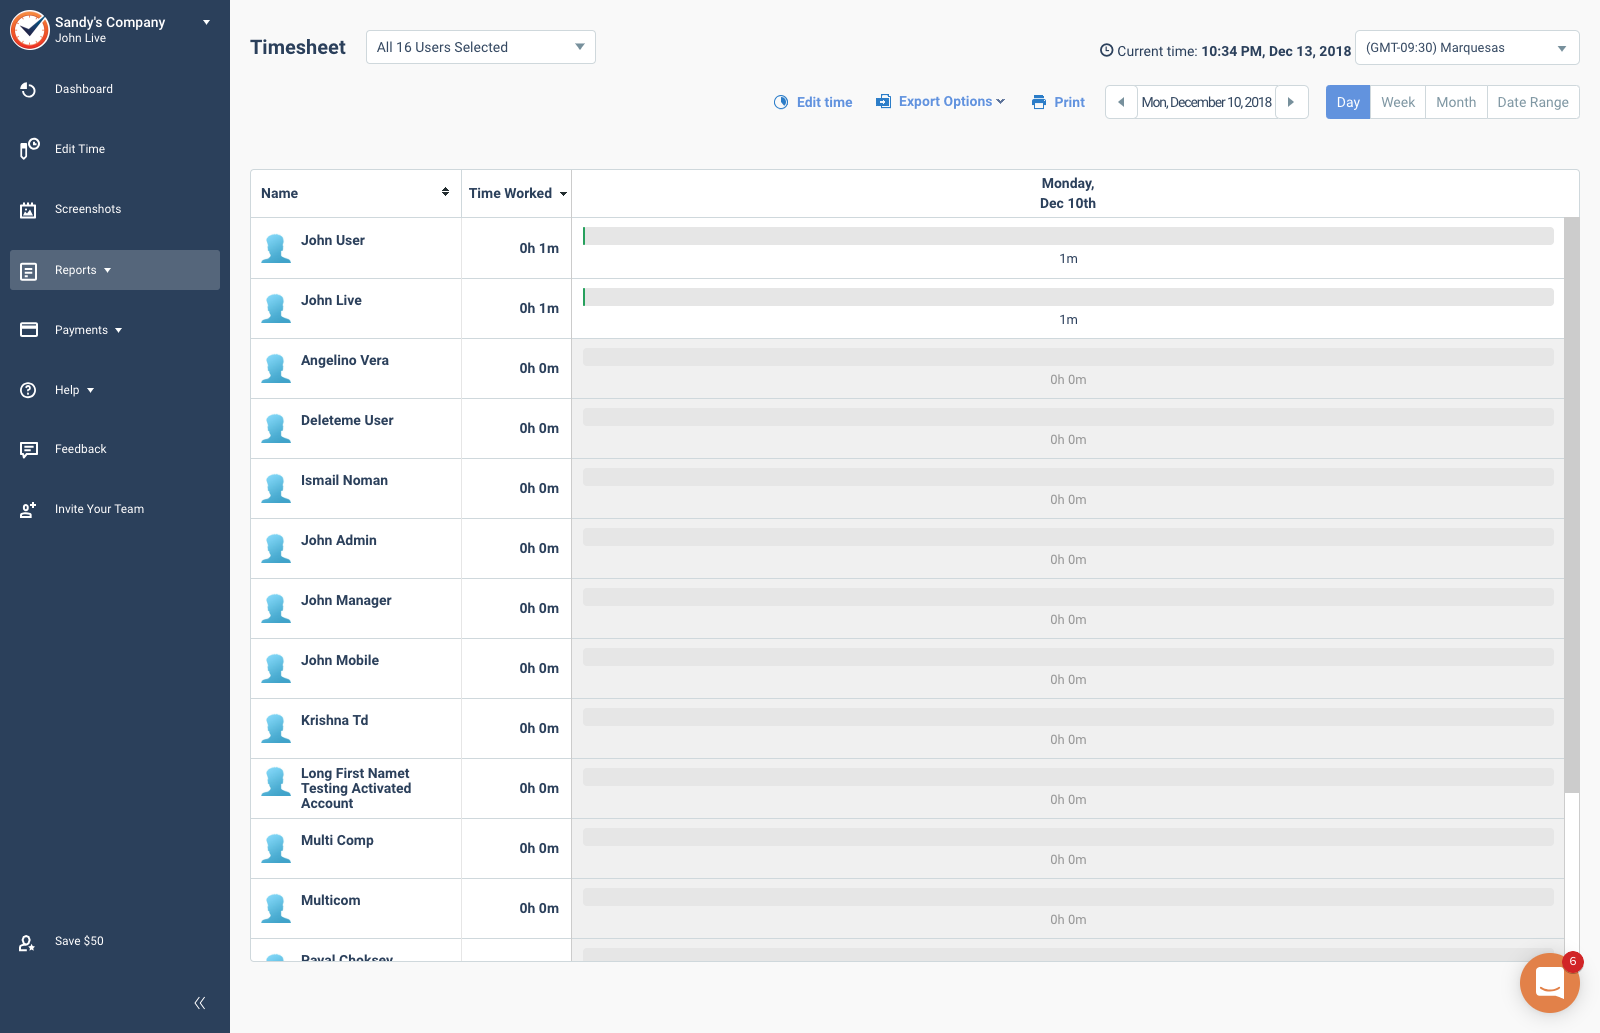 Sandy's Company
John Live
Dashboard
Edit Time
Screenshots
Reports
Payments
Help
Feedback
Invite Your Team
Save $50
Timesheet
All 16 Users Selected
Current time: 10:34 PM, Dec 13, 2018
(GMT-09:30) Marquesas
Edit time
Export Options
Print
Mon, December 10, 2018
Day
Week
Month
Date Range
Name
Time Worked
Monday,
Dec 10th
John User
0h 1m
1m
John Live
0h 1m
1m
Angelino Vera
0h 0m
0h 0m
Deleteme User
0h 0m
0h 0m
Ismail Noman
0h 0m
0h 0m
John Admin
0h 0m
0h 0m
John Manager
0h 0m
0h 0m
John Mobile
0h 0m
0h 0m
Krishna Td
0h 0m
0h 0m
Long First Namet
Testing Activated
Account
0h 0m
0h 0m
Multi Comp
0h 0m
0h 0m
Multicom
0h 0m
0h 0m
Payal Choksey
6